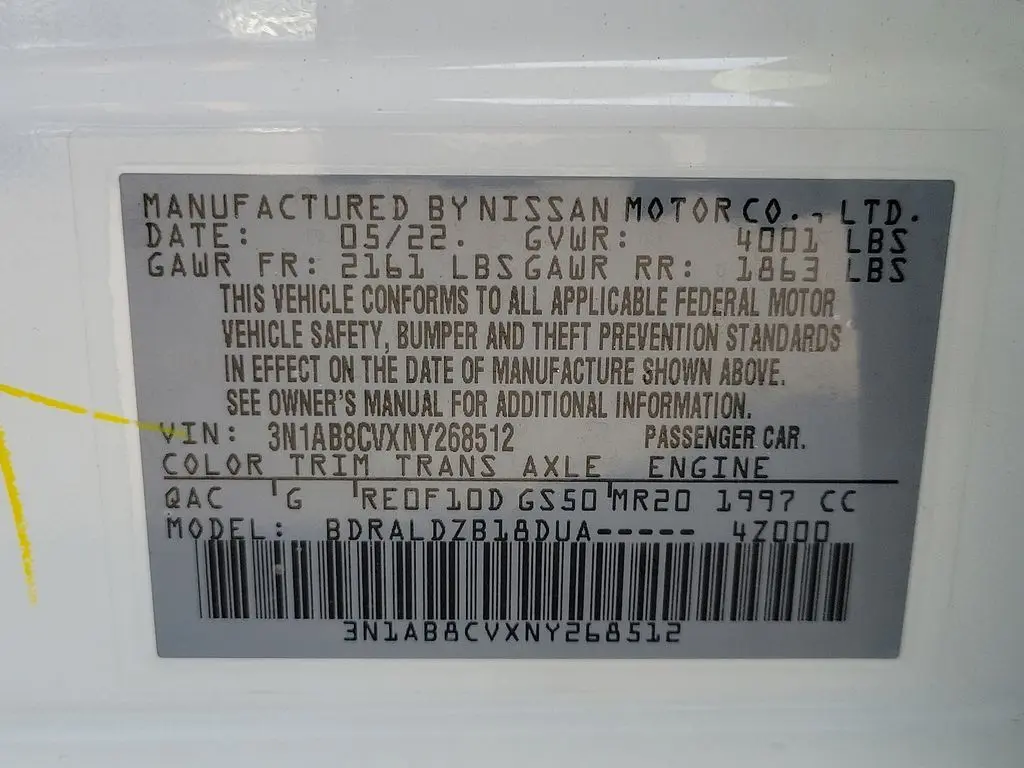 MANUFACTURED BY NISSAN MOTOR CO., LTD.
DATE: 05/22. GVWR: 4001 LBS
GAWR FR: 2161 LBS GAWR RR: 1863 LBS
THIS VEHICLE CONFORMS TO ALL APPLICABLE FEDERAL MOTOR
VEHICLE SAFETY, BUMPER AND THEFT PREVENTION STANDARDS
IN EFFECT ON THE DATE OF MANUFACTURE SHOWN ABOVE.
SEE OWNER'S MANUAL FOR ADDITIONAL INFORMATION.
VIN: 3N1AB8CVXNY268512 PASSENGER CAR.
COLOR TRIM TRANS AXLE ENGINE
QAC G RE0F10D GS50 MR20 1997 CC
MODEL: BDRALDZB18DUA----- 4Z000
3N1AB8CVXNY268512